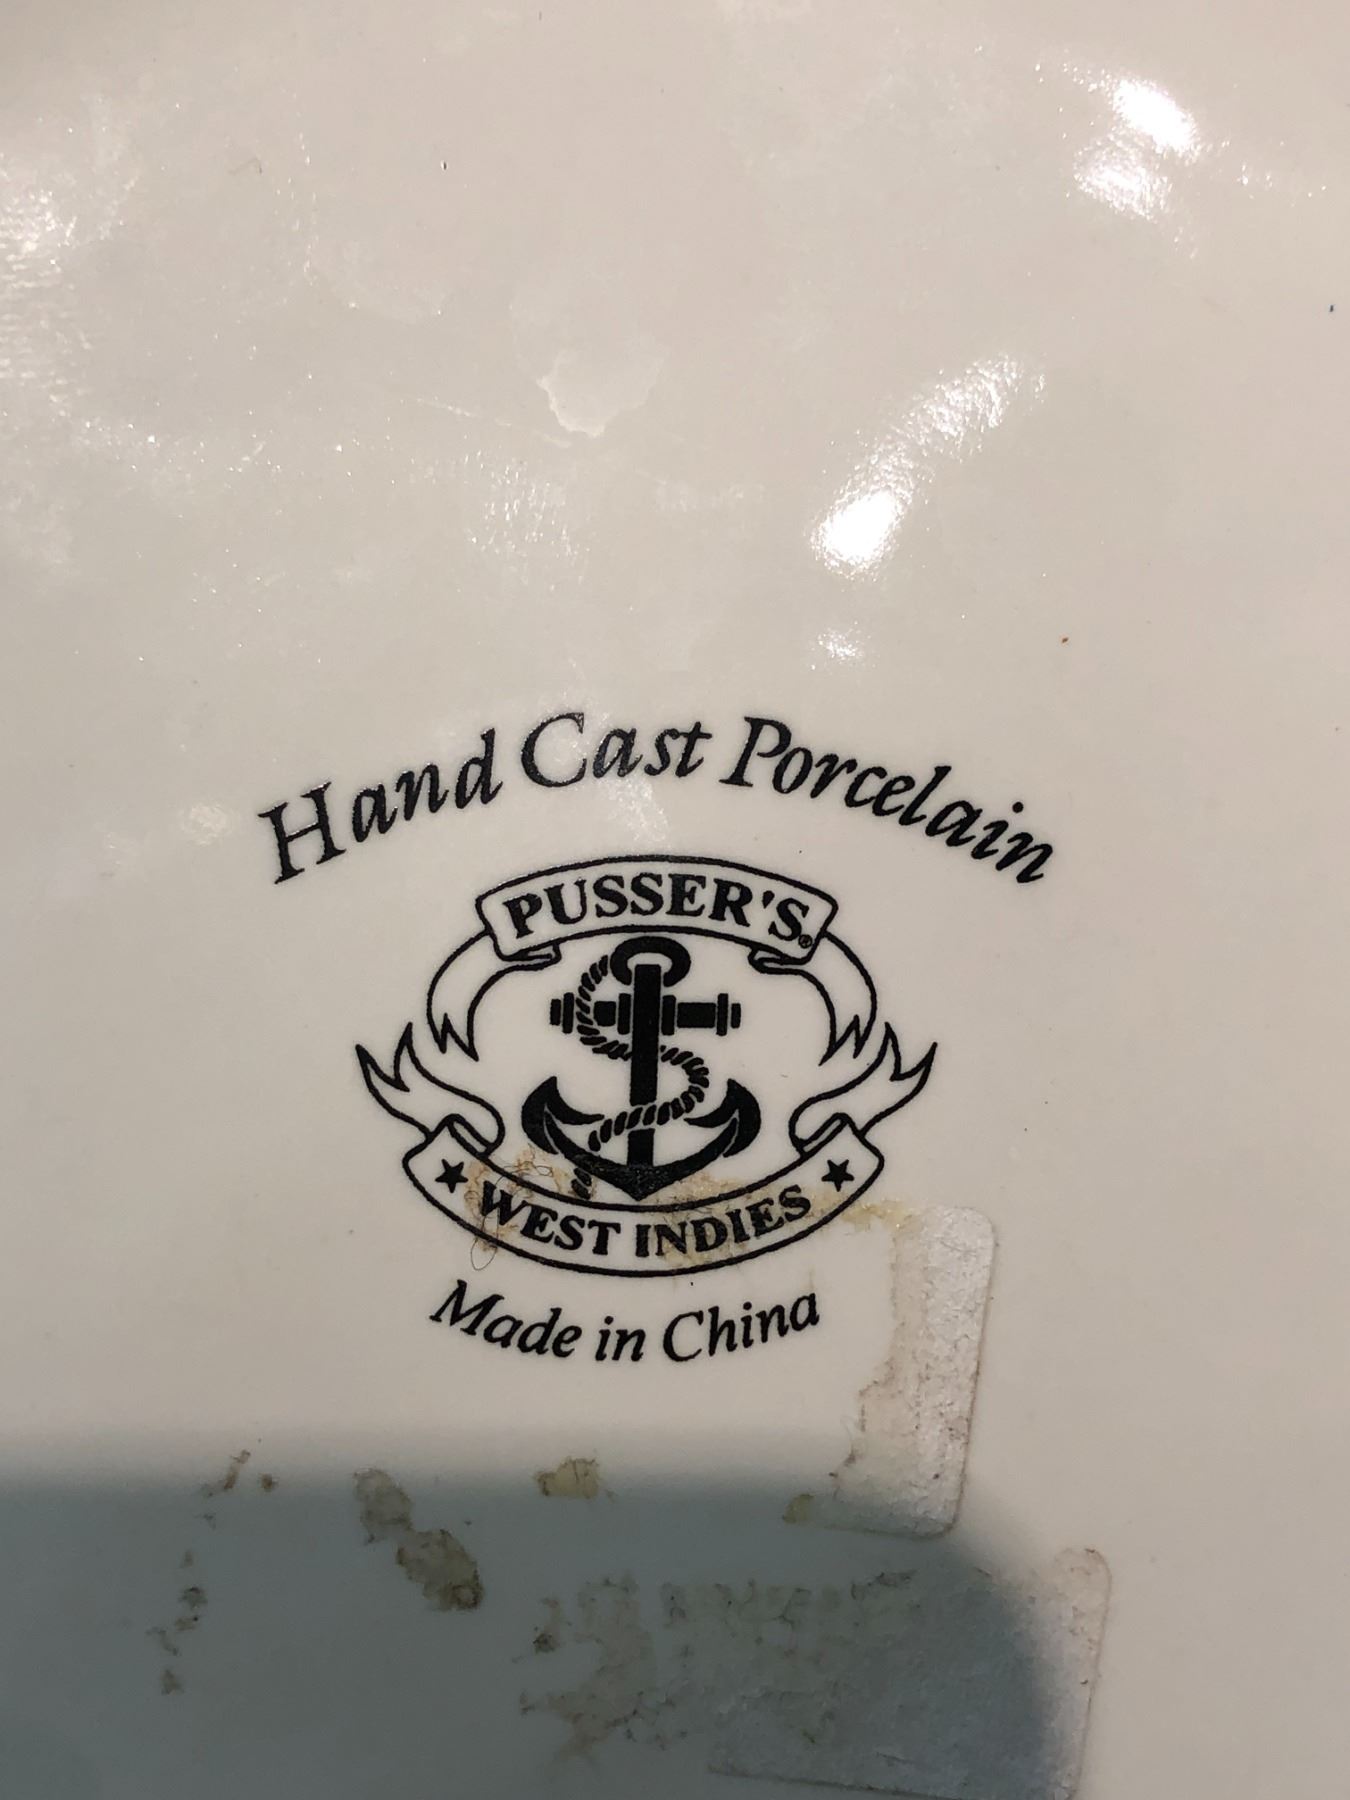 Hand Cast Porcelain
PUSSER'S®
★ WEST INDIES ★
Made in China